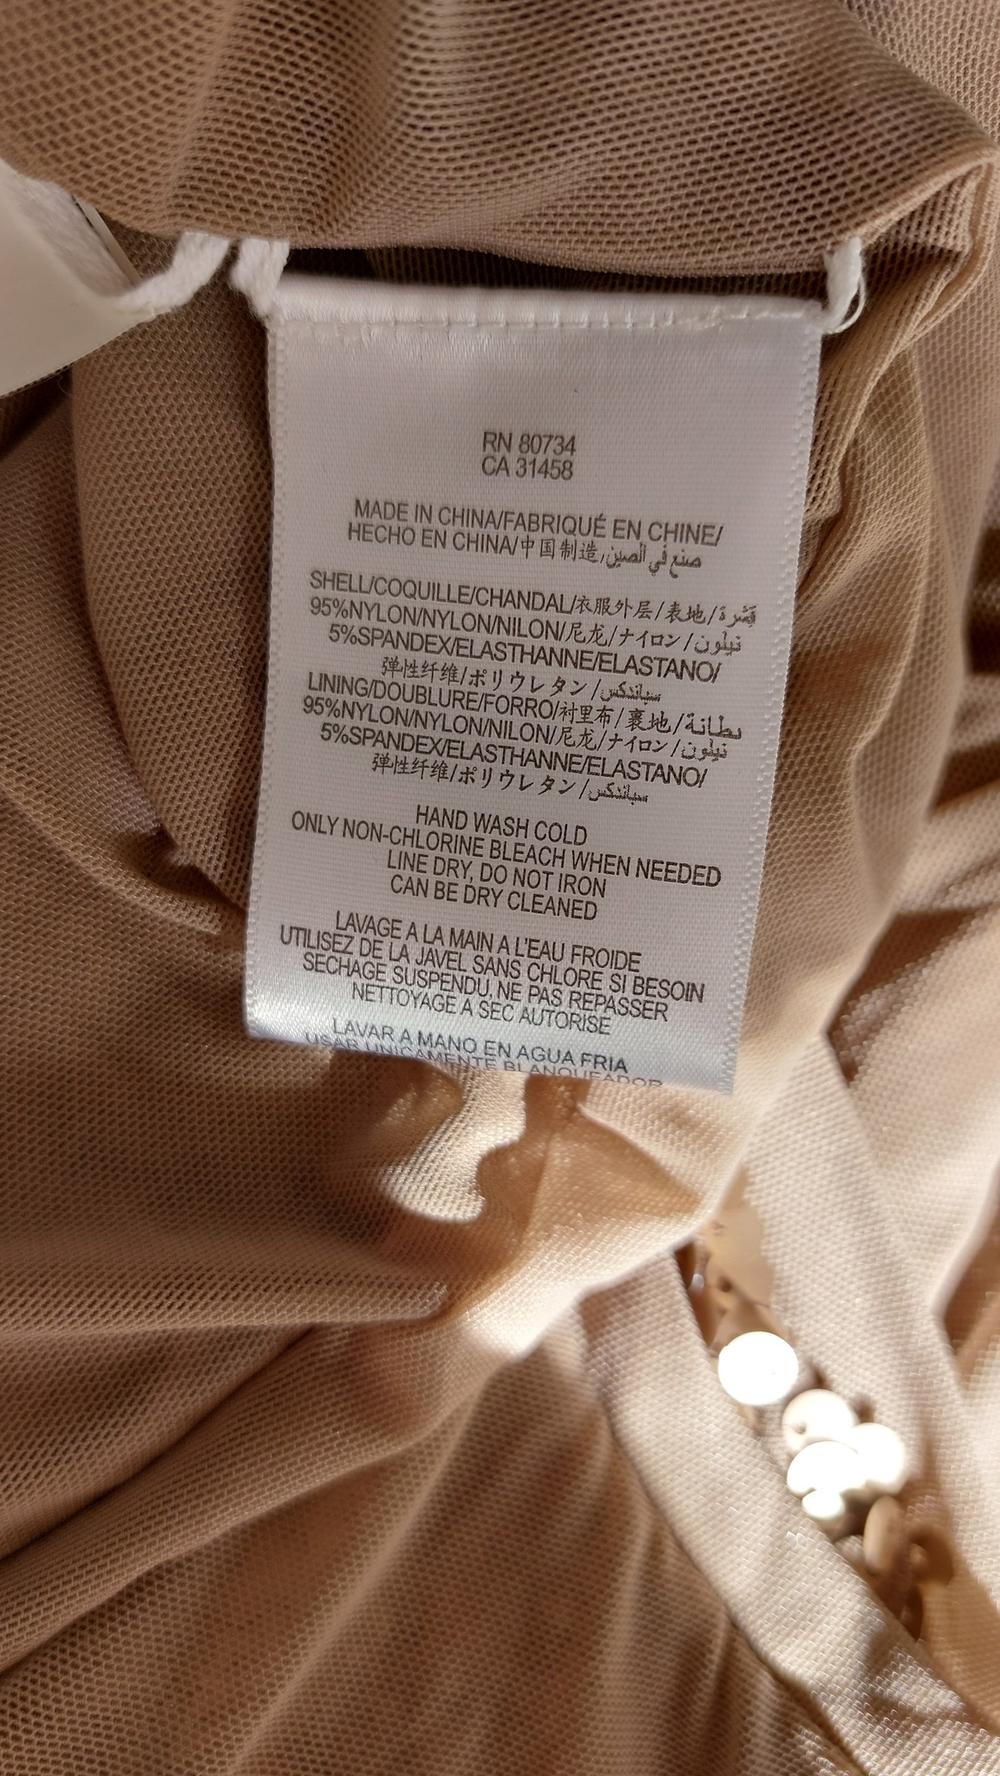 RN 80734
CA 31458
MADE IN CHINA/FABRIQUÉ EN CHINE/
HECHO EN CHINA/中国制造,صنع في الصين
SHELL/COQUILLE/CHANDAL/衣服外层/表地/قشرة
95%NYLON/NYLON/NILON/尼龙/ナイロン/نيلون
5%SPANDEX/ELASTHANNE/ELASTANO/
弹性纤维/ポリウレタン/سباندكس
LINING/DOUBLURE/FORRO/衬里布/裏地/بطانة
95%NYLON/NYLON/NILON/尼龙/ナイロン/نيلون
5%SPANDEX/ELASTHANNE/ELASTANO/
弹性纤维/ポリウレタン/سباندكس
HAND WASH COLD
ONLY NON-CHLORINE BLEACH WHEN NEEDED
LINE DRY, DO NOT IRON
CAN BE DRY CLEANED
LAVAGE A LA MAIN A L'EAU FROIDE
UTILISEZ DE LA JAVEL SANS CHLORE SI BESOIN
SECHAGE SUSPENDU, NE PAS REPASSER
NETTOYAGE A SEC AUTORISE
LAVAR A MANO EN AGUA FRIA
USAR UNICAMENTE BLANQUEADOR